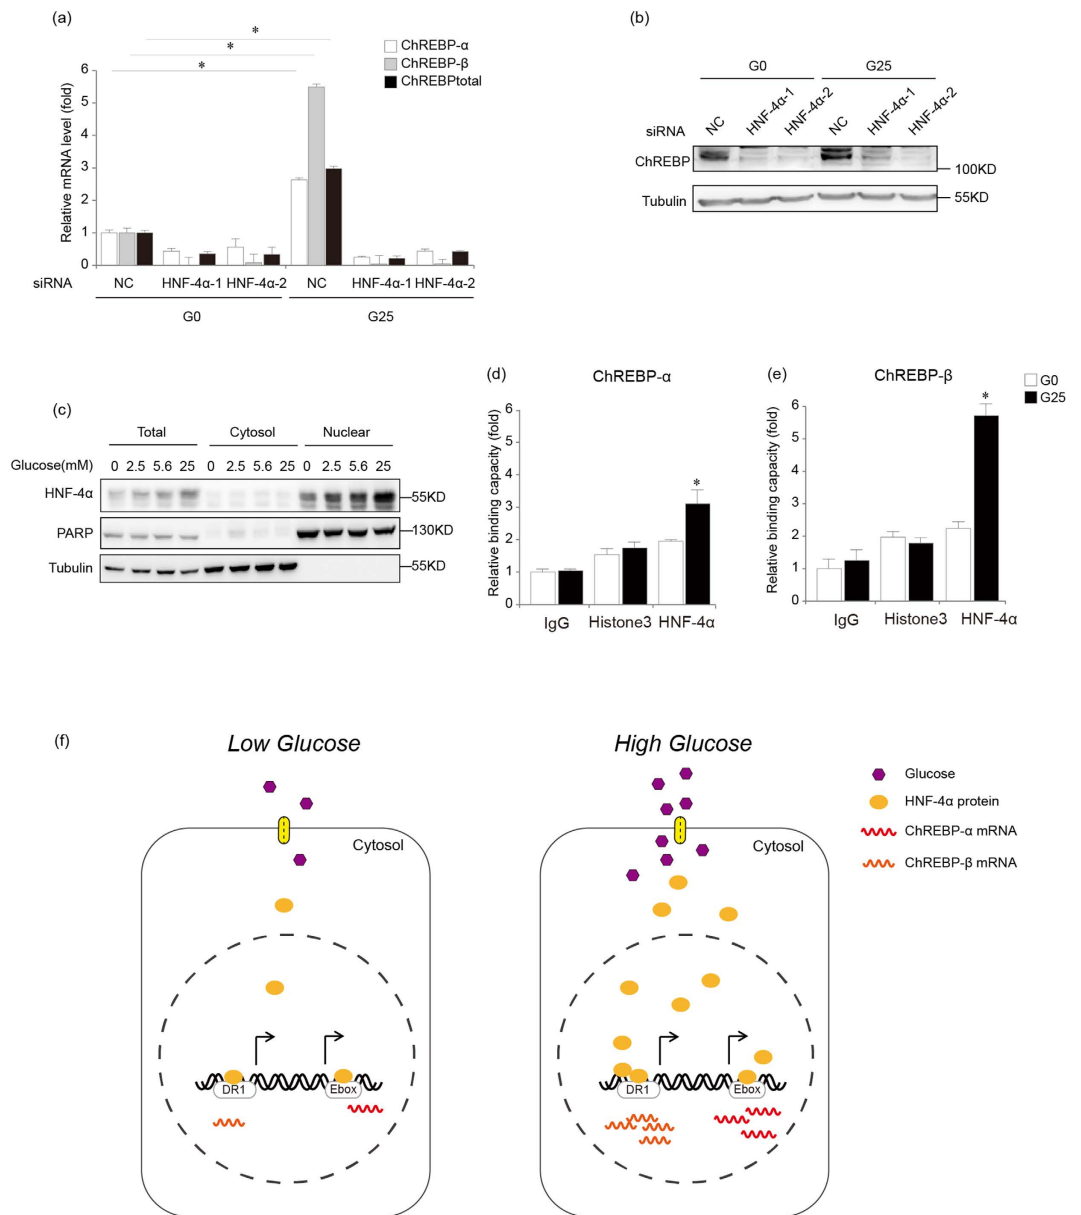 (a)
*
*
*
ChREBP-α
ChREBP-β
ChREBPtotal
Relative mRNA level (fold)
6
5
4
3
2
1
0
siRNA NC HNF-4α-1 HNF-4α-2 NC HNF-4α-1 HNF-4α-2
G0 G25
(b)
G0 G25
siRNA NC HNF-4α-1 HNF-4α-2 NC HNF-4α-1 HNF-4α-2
ChREBP 100KD
Tubulin 55KD
(c)
Total Cytosol Nuclear
Glucose(mM) 0 2.5 5.6 25 0 2.5 5.6 25 0 2.5 5.6 25
HNF-4α 55KD
PARP 130KD
Tubulin 55KD
(d)
ChREBP-α
Relative binding capacity (fold)
6
5
4
3
2
1
0
*
IgG Histone3 HNF-4α
(e)
ChREBP-β
G0
G25
Relative binding capacity (fold)
6
5
4
3
2
1
0
*
IgG Histone3 HNF-4α
(f)
Low Glucose
Cytosol
DR1 Ebox
High Glucose
Cytosol
DR1 Ebox
Glucose
HNF-4α protein
ChREBP-α mRNA
ChREBP-β mRNA